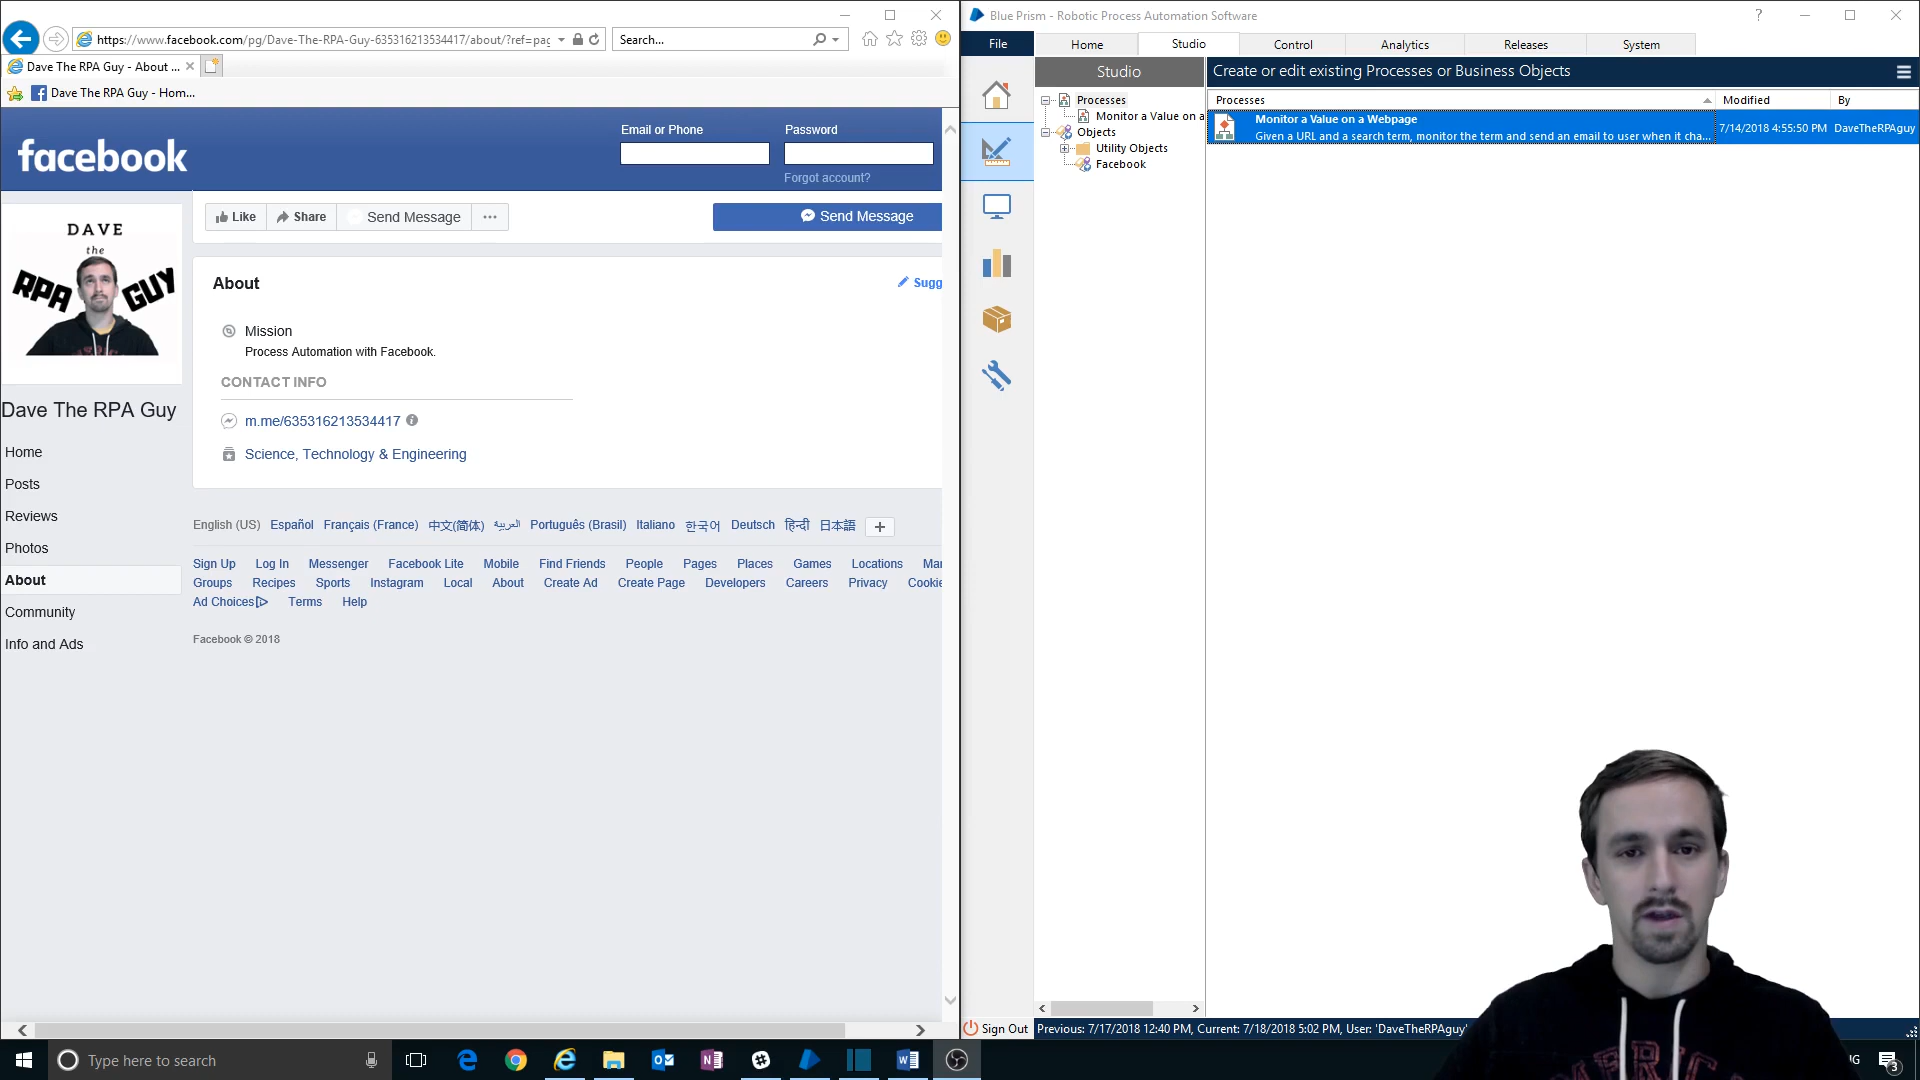 https://www.facebook.com/pg/Dave-The-RPA-Guy-635316213534417/about/?ref=pag
Search...
Dave The RPA Guy - About ...
Dave The RPA Guy - Hom...
facebook
Email or Phone
Password
Forgot account?
DAVE
the
RPA GUY
Like
Share
Send Message
...
Send Message
About
Sugg
Mission
Process Automation with Facebook.
CONTACT INFO
m.me/635316213534417
Science, Technology & Engineering
Dave The RPA Guy
Home
Posts
Reviews
Photos
About
Community
Info and Ads
English (US) Español Français (France) 中文(简体) العربية Português (Brasil) Italiano 한국어 Deutsch हिन्दी 日本語 +
Sign Up Log In Messenger Facebook Lite Mobile Find Friends People Pages Places Games Locations Mar
Groups Recipes Sports Instagram Local About Create Ad Create Page Developers Careers Privacy Cookie
Ad Choices Terms Help
Facebook © 2018
Blue Prism - Robotic Process Automation Software
?
File Home Studio Control Analytics Releases System
Studio
Create or edit existing Processes or Business Objects
Processes
Monitor a Value on a
Objects
Utility Objects
Facebook
Processes Modified By
Monitor a Value on a Webpage
Given a URL and a search term, monitor the term and send an email to user when it cha... 7/14/2018 4:55:50 PM DaveTheRPAguy
Sign Out
Previous: 7/17/2018 12:40 PM, Current: 7/18/2018 5:02 PM, User: 'DaveTheRPAguy'
Type here to search
3